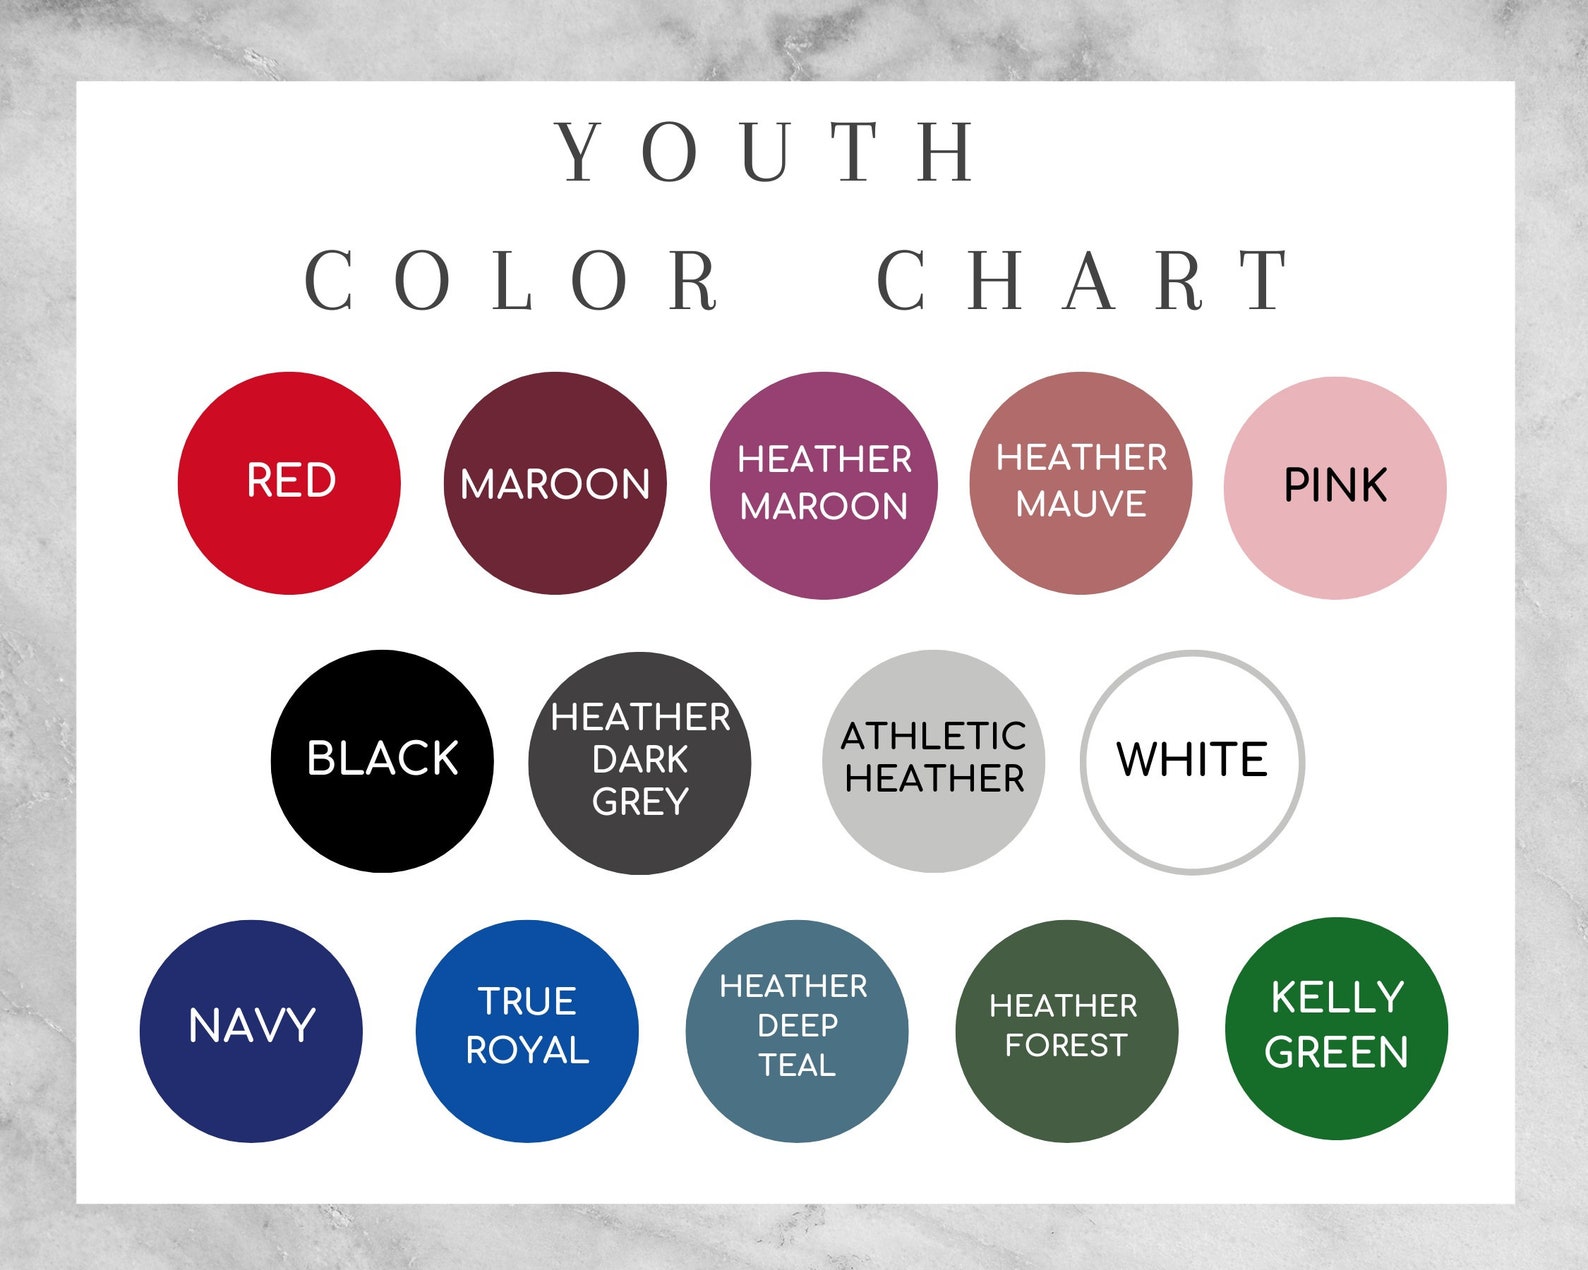 YOUTH
COLOR CHART
RED
MAROON
HEATHER
MAROON
HEATHER
MAUVE
PINK
BLACK
HEATHER
DARK
GREY
ATHLETIC
HEATHER
WHITE
NAVY
TRUE
ROYAL
HEATHER
DEEP
TEAL
HEATHER
FOREST
KELLY
GREEN